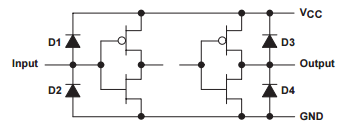 VCC
D1
D3
Input
Output
D2
D4
GND